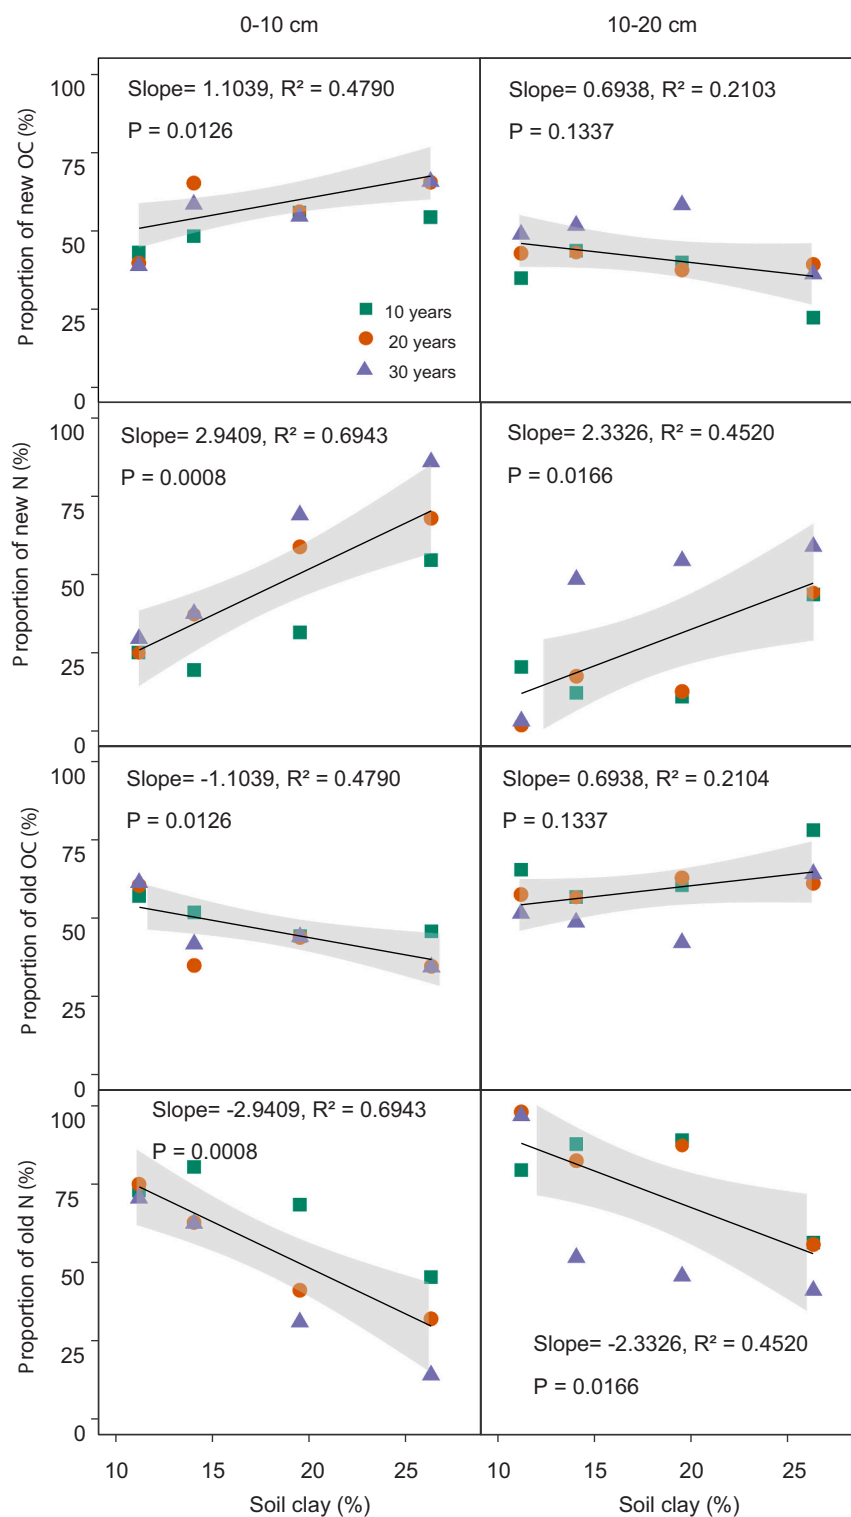 0-10 cm
10-20 cm
Proportion of new OC (%)
100
75
50
25
0
Slope= 1.1039, R² = 0.4790
P = 0.0126
10 years
20 years
30 years
Slope= 0.6938, R² = 0.2103
P = 0.1337
Proportion of new N (%)
100
75
50
25
0
Slope= 2.9409, R² = 0.6943
P = 0.0008
Slope= 2.3326, R² = 0.4520
P = 0.0166
Proportion of old OC (%)
100
75
50
25
0
Slope= -1.1039, R² = 0.4790
P = 0.0126
Slope= 0.6938, R² = 0.2104
P = 0.1337
Proportion of old N (%)
100
75
50
25
0
Slope= -2.9409, R² = 0.6943
P = 0.0008
Slope= -2.3326, R² = 0.4520
P = 0.0166
10 15 20 25
10 15 20 25
Soil clay (%)
Soil clay (%)